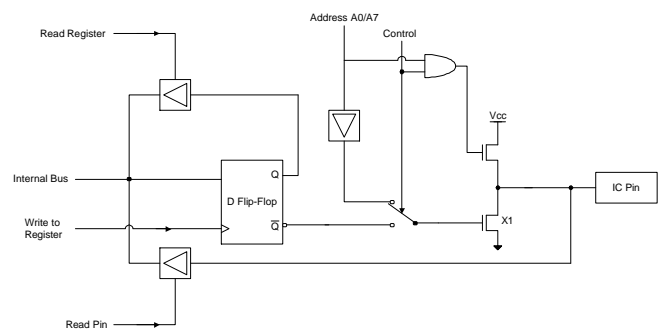 Address A0/A7
Read Register
Control
Vcc
Q
Internal Bus
D Flip-Flop
IC Pin
Write to
Register
Q
X1
Read Pin